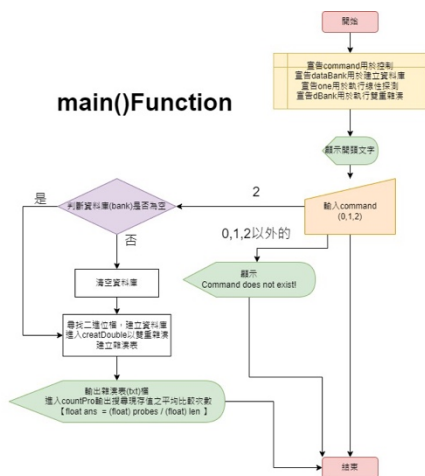 開始
宣告command用於控制
宣告dataBank用於建立資料庫
宣告one用於執行線性探測
宣告dBank用於執行雙重雜湊
main()Function
顯示開頭文字
是
判斷資料庫(bank)是否為空
2
輸入command
(0,1,2)
否
0,1,2以外的
清空資料庫
顯示
Command does not exist!
尋找二進位檔，建立資料庫
進入creatDouble以雙重雜湊
建立雜湊表
輸出雜湊表(txt)檔
進入countPro輸出搜尋現存值之平均比較次數
【 float ans = (float) probes / (float) len 】
結束